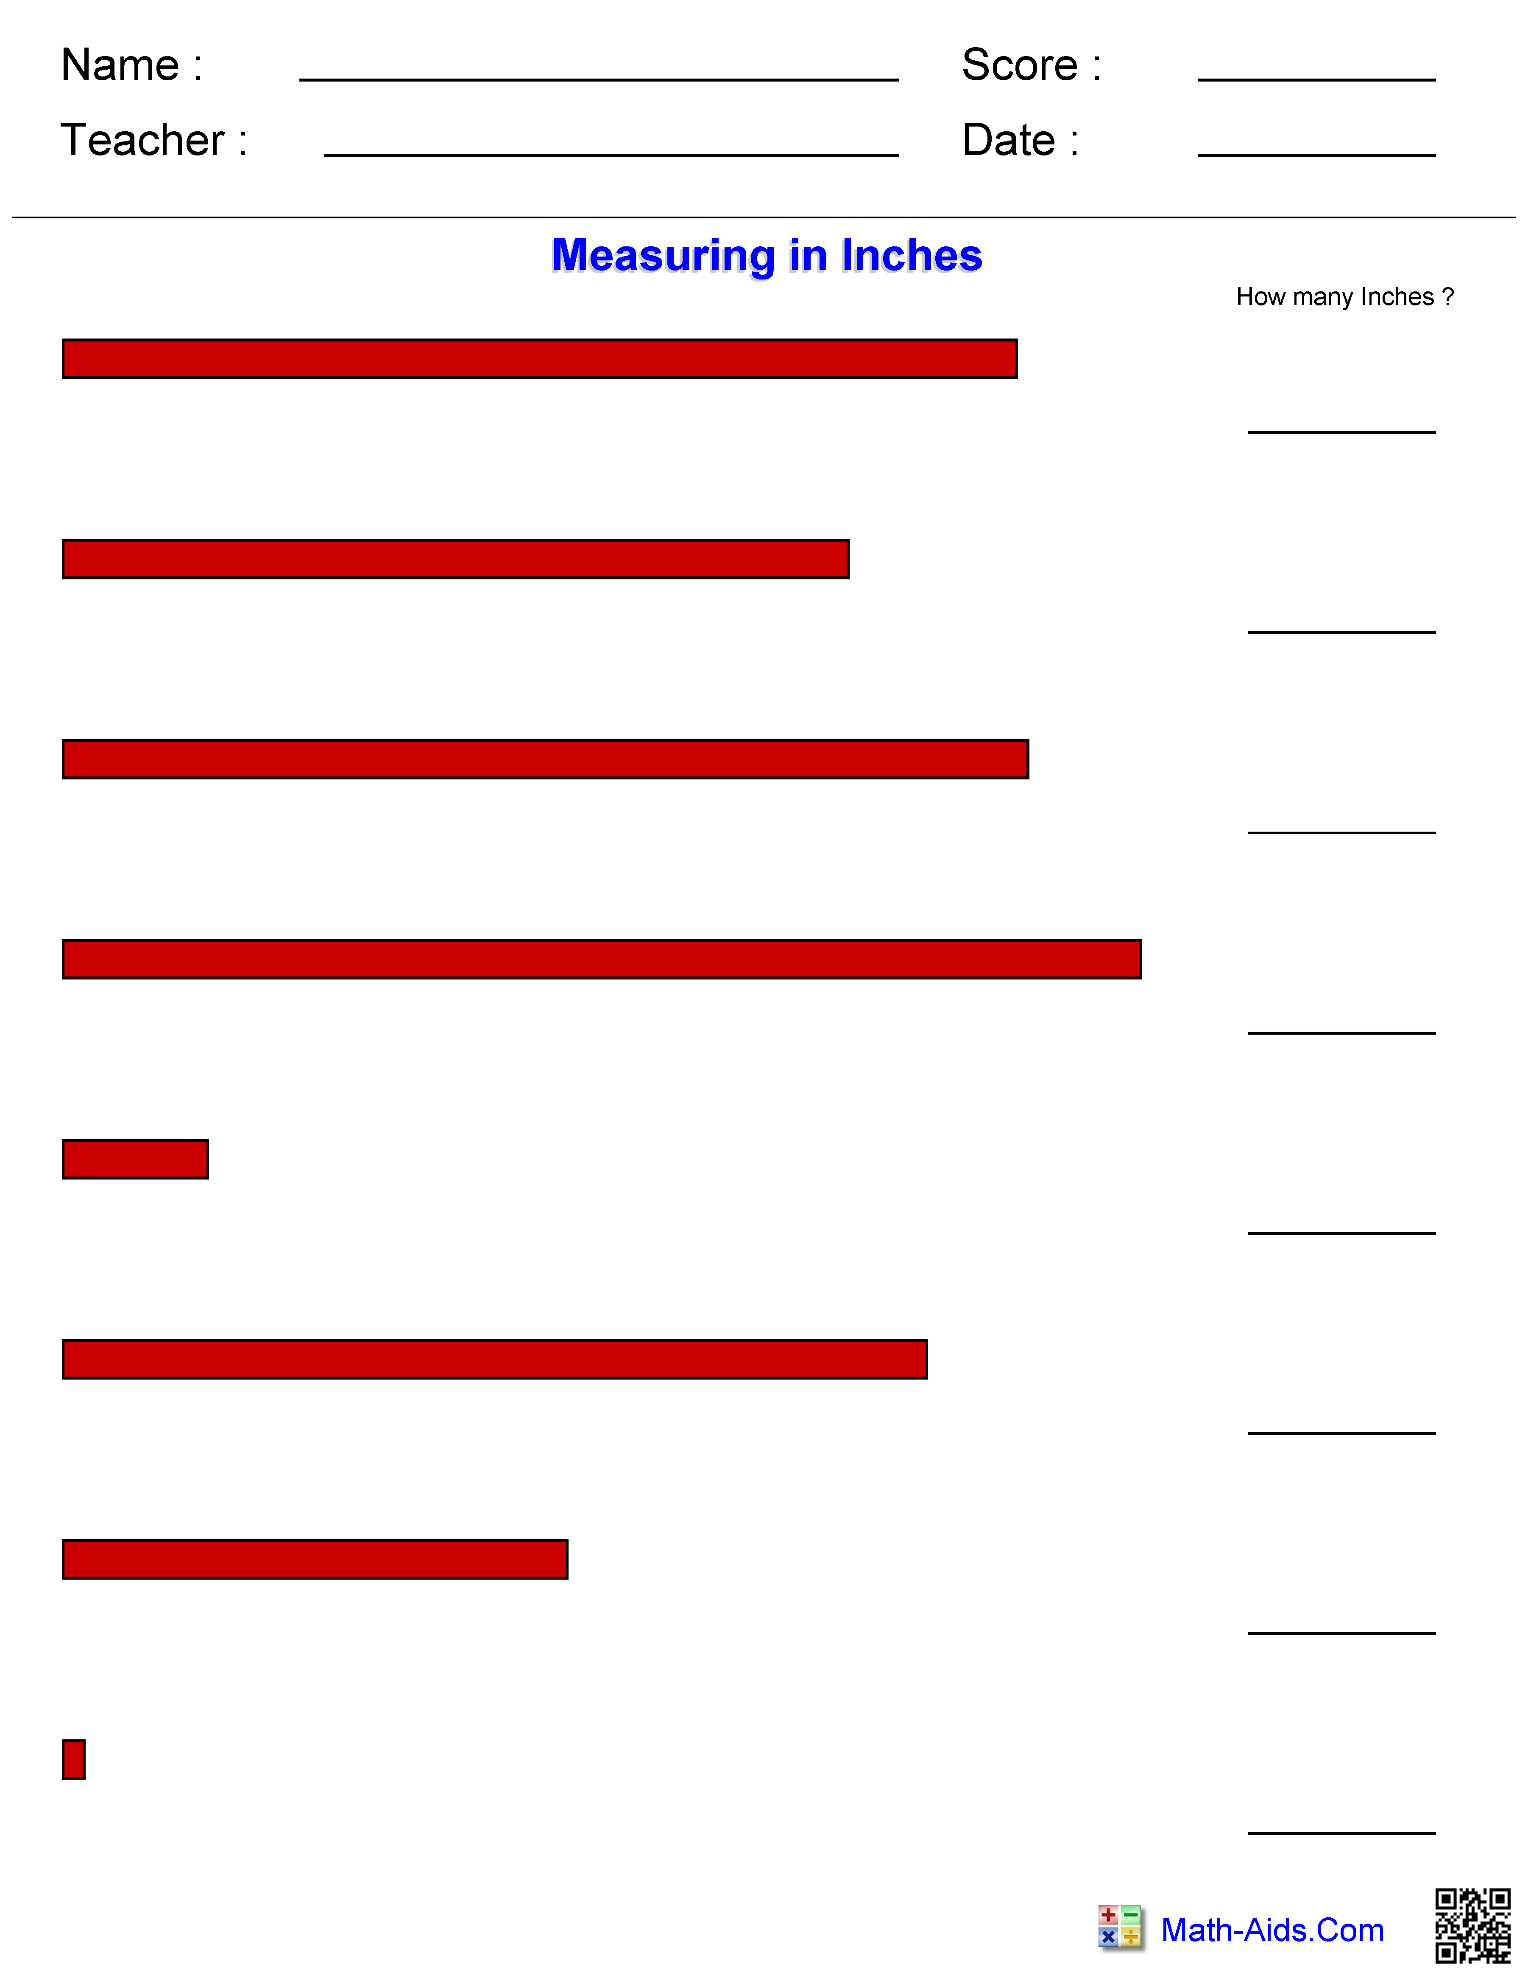 Name : Score :
Teacher : Date :
Measuring in Inches
How many Inches ?
Math-Aids.Com